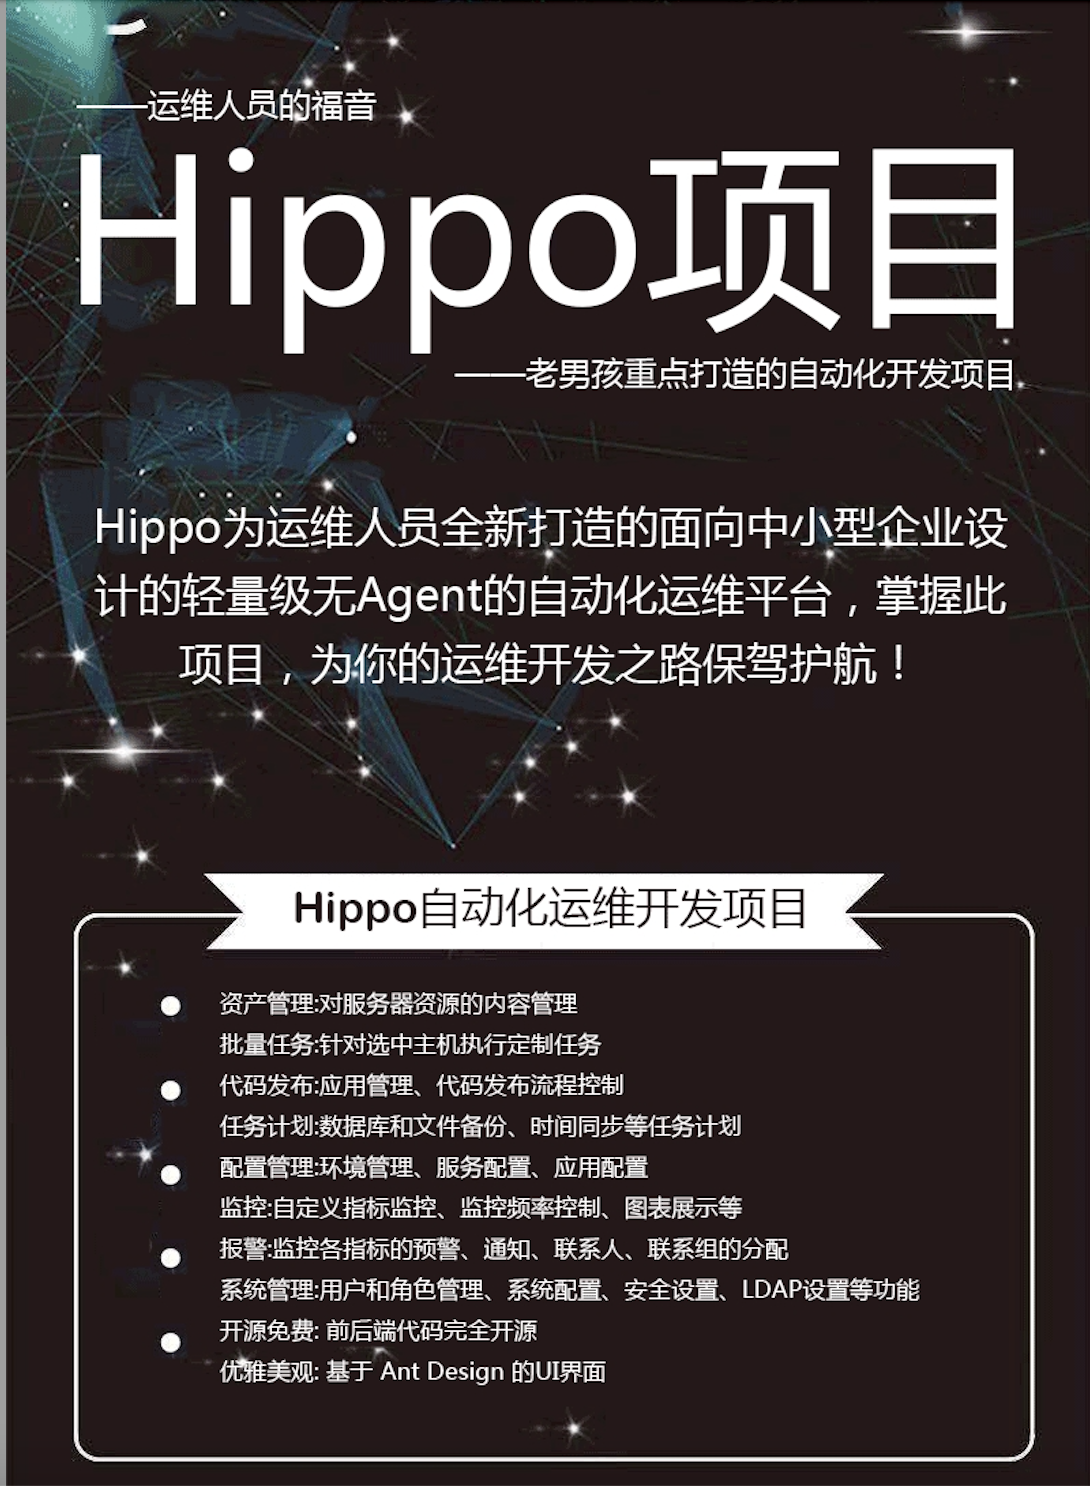 ——运维人员的福音
Hippo项目
——老男孩重点打造的自动化开发项目
Hippo为运维人员全新打造的面向中小型企业设
计的轻量级无Agent的自动化运维平台，掌握此
项目，为你的运维开发之路保驾护航！
Hippo自动化运维开发项目
资产管理:对服务器资源的内容管理
批量任务:针对选中主机执行定制任务
代码发布:应用管理、代码发布流程控制
任务计划:数据库和文件备份、时间同步等任务计划
配置管理:环境管理、服务配置、应用配置
监控:自定义指标监控、监控频率控制、图表展示等
报警:监控各指标的预警、通知、联系人、联系组的分配
系统管理:用户和角色管理、系统配置、安全设置、LDAP设置等功能
开源免费: 前后端代码完全开源
优雅美观: 基于 Ant Design 的UI界面